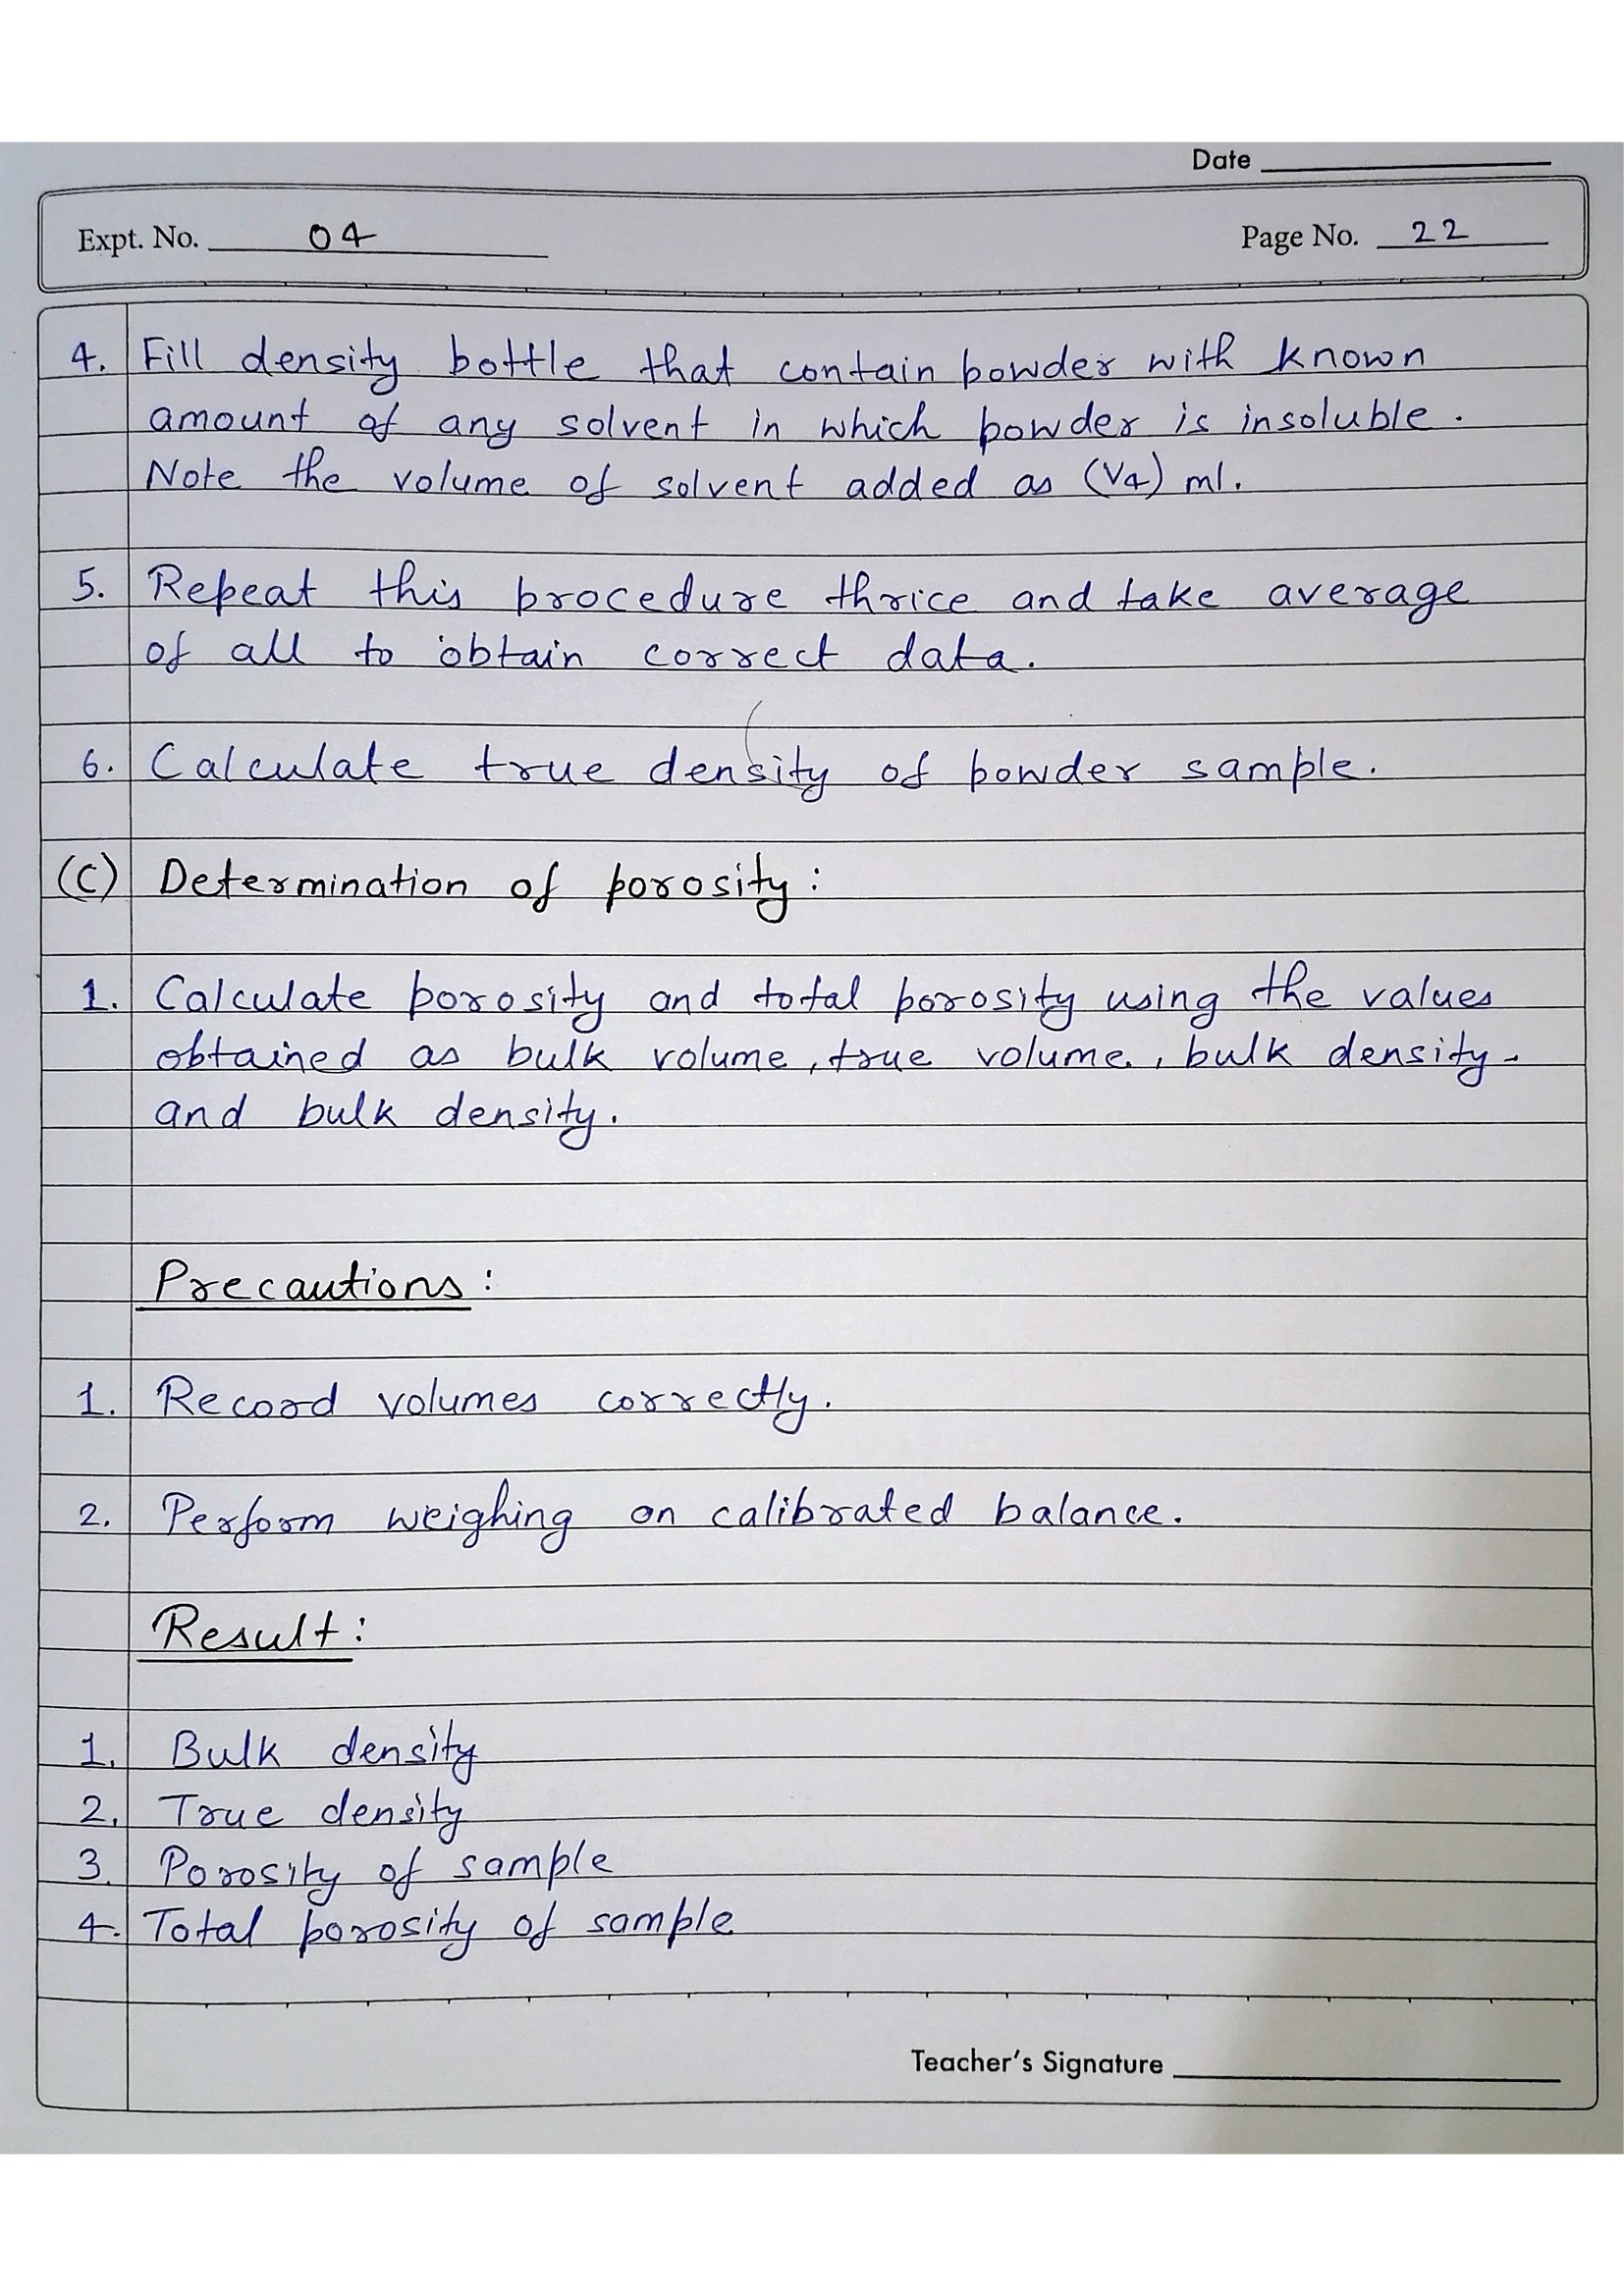 Date
Expt. No. 04
Page No. 22
4. Fill density bottle that contain powder with known
amount of any solvent in which powder is insoluble.
Note the volume of solvent added as (V4) ml.
5. Repeat this procedure thrice and take average
of all to obtain correct data.
6. Calculate true density of powder sample.
(C) Determination of porosity:
1. Calculate porosity and total porosity using the values
obtained as bulk volume, true volume, bulk density
and bulk density.
Precautions:
1. Record volumes correctly.
2. Perform weighing on calibrated balance.
Result:
1. Bulk density
2. True density
3. Porosity of sample
4. Total porosity of sample
Teacher's Signature